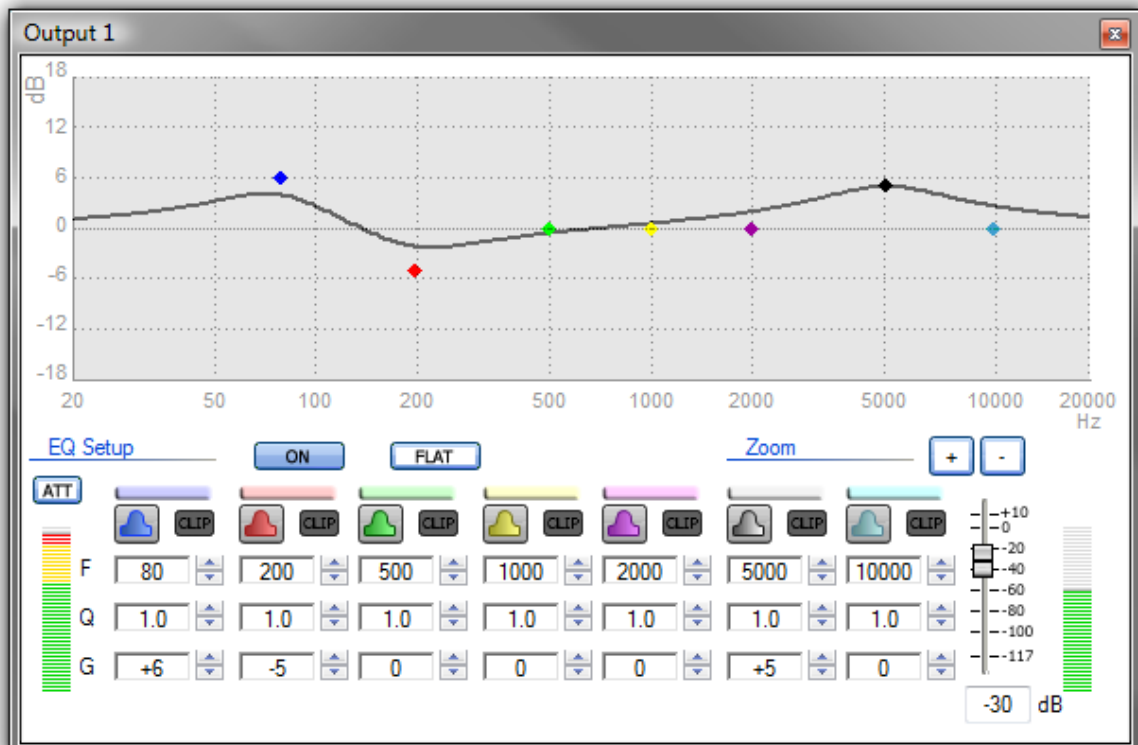 Output 1
18
dB
12
6
0
-6
-12
-18
20 50 100 200 500 1000 2000 5000 10000 20000
Hz
EQ Setup ON FLAT Zoom + -
ATT
CLIP CLIP CLIP CLIP CLIP CLIP CLIP
+10
0
-20
-40
-60
-80
-100
-117
F 80 200 500 1000 2000 5000 10000
Q 1.0 1.0 1.0 1.0 1.0 1.0 1.0
G +6 -5 0 0 0 +5 0
-30 dB